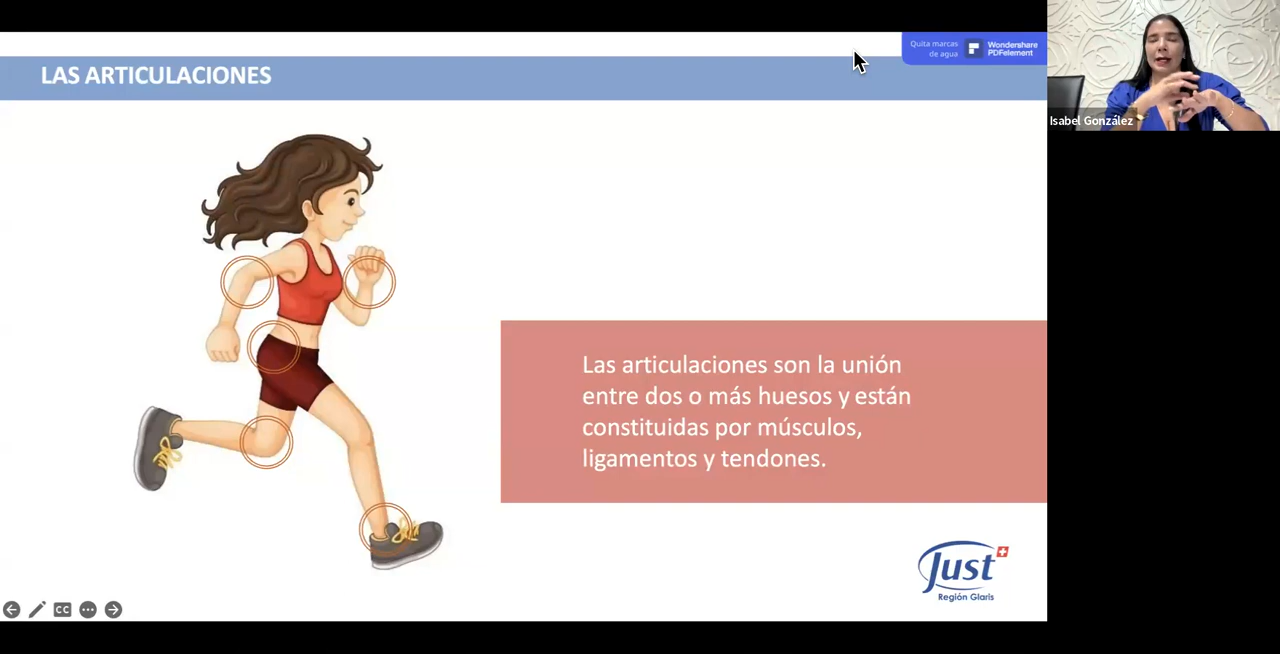 LAS ARTICULACIONES
Quita marcas
de agua
Wondershare
PDFelement
Isabel González
Las articulaciones son la unión
entre dos o más huesos y están
constituidas por músculos,
ligamentos y tendones.
Just
Región Glaris
CC